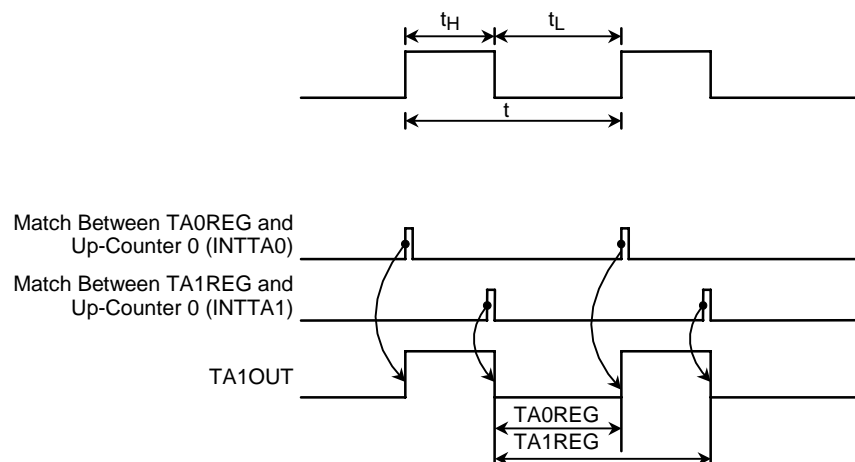 tH
tL
t
Match Between TA0REG and
Up-Counter 0 (INTTA0)
Match Between TA1REG and
Up-Counter 0 (INTTA1)
TA1OUT
TA0REG
TA1REG